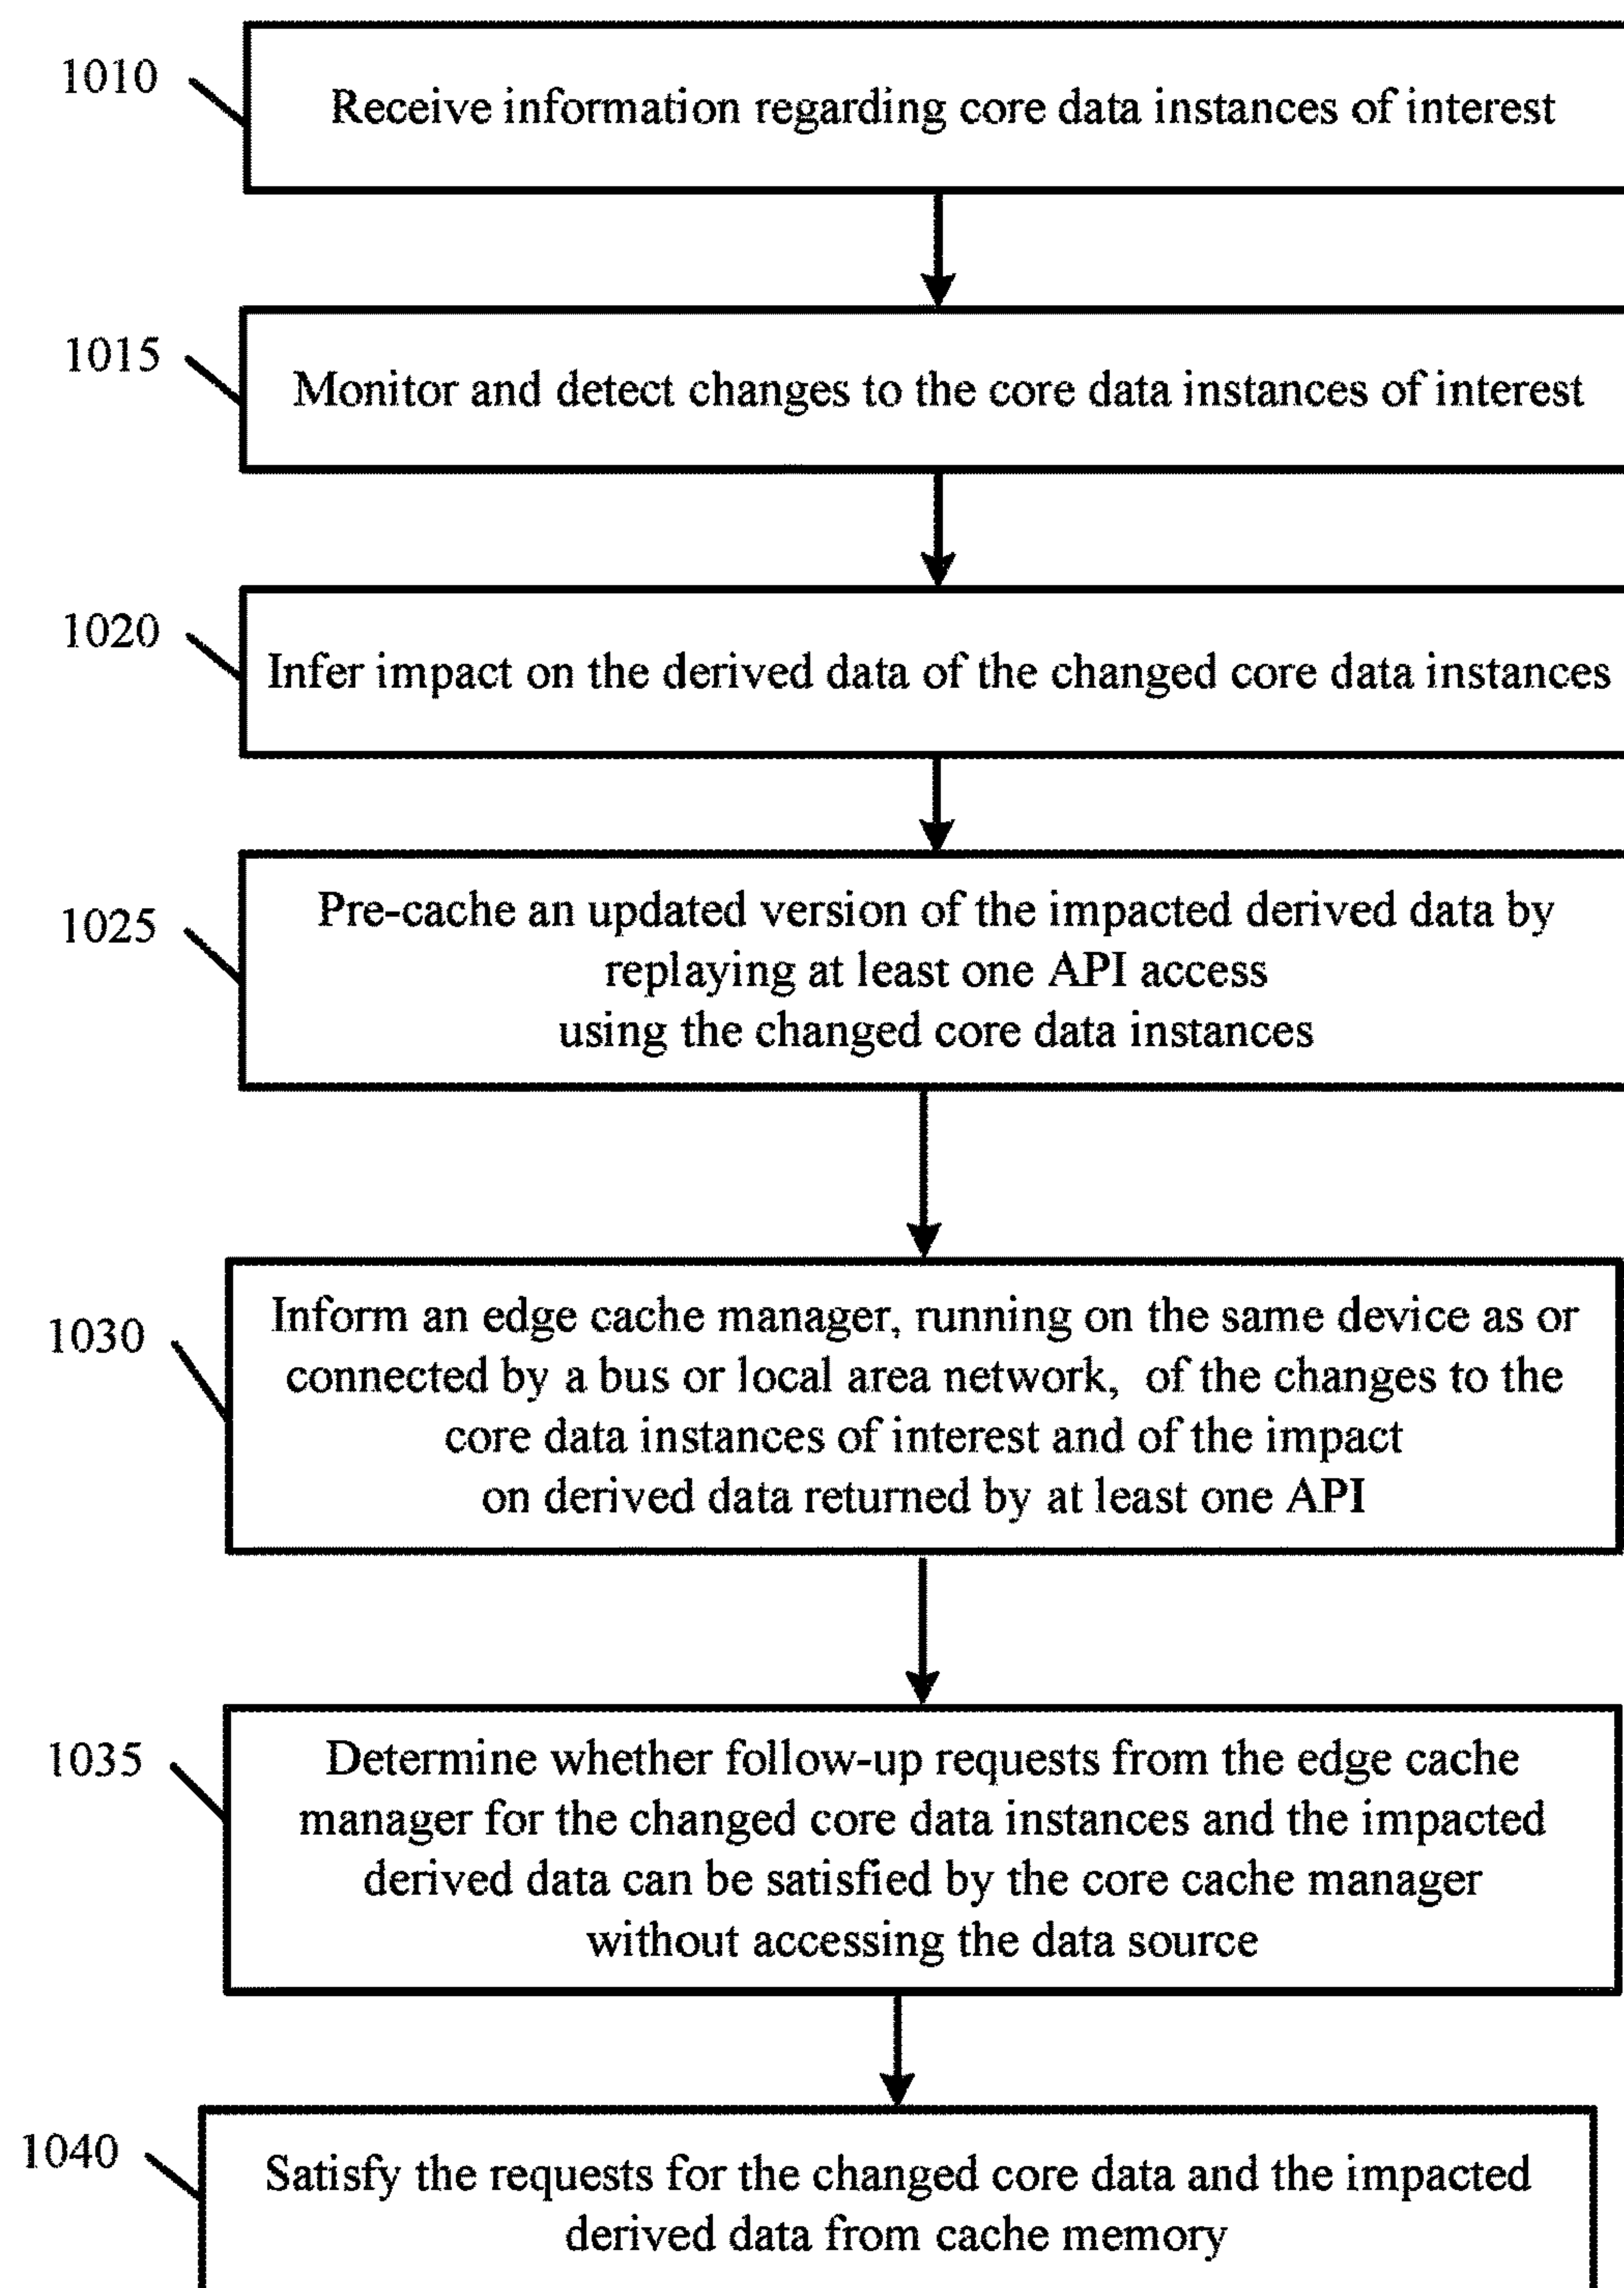 1010
Receive information regarding core data instances of interest
1015
Monitor and detect changes to the core data instances of interest
1020
Infer impact on the derived data of the changed core data instances
1025
Pre-cache an updated version of the impacted derived data by
replaying at least one API access
using the changed core data instances
1030
Inform an edge cache manager, running on the same device as or
connected by a bus or local area network, of the changes to the
core data instances of interest and of the impact
on derived data returned by at least one API
1035
Determine whether follow-up requests from the edge cache
manager for the changed core data instances and the impacted
derived data can be satisfied by the core cache manager
without accessing the data source
1040
Satisfy the requests for the changed core data and the impacted
derived data from cache memory